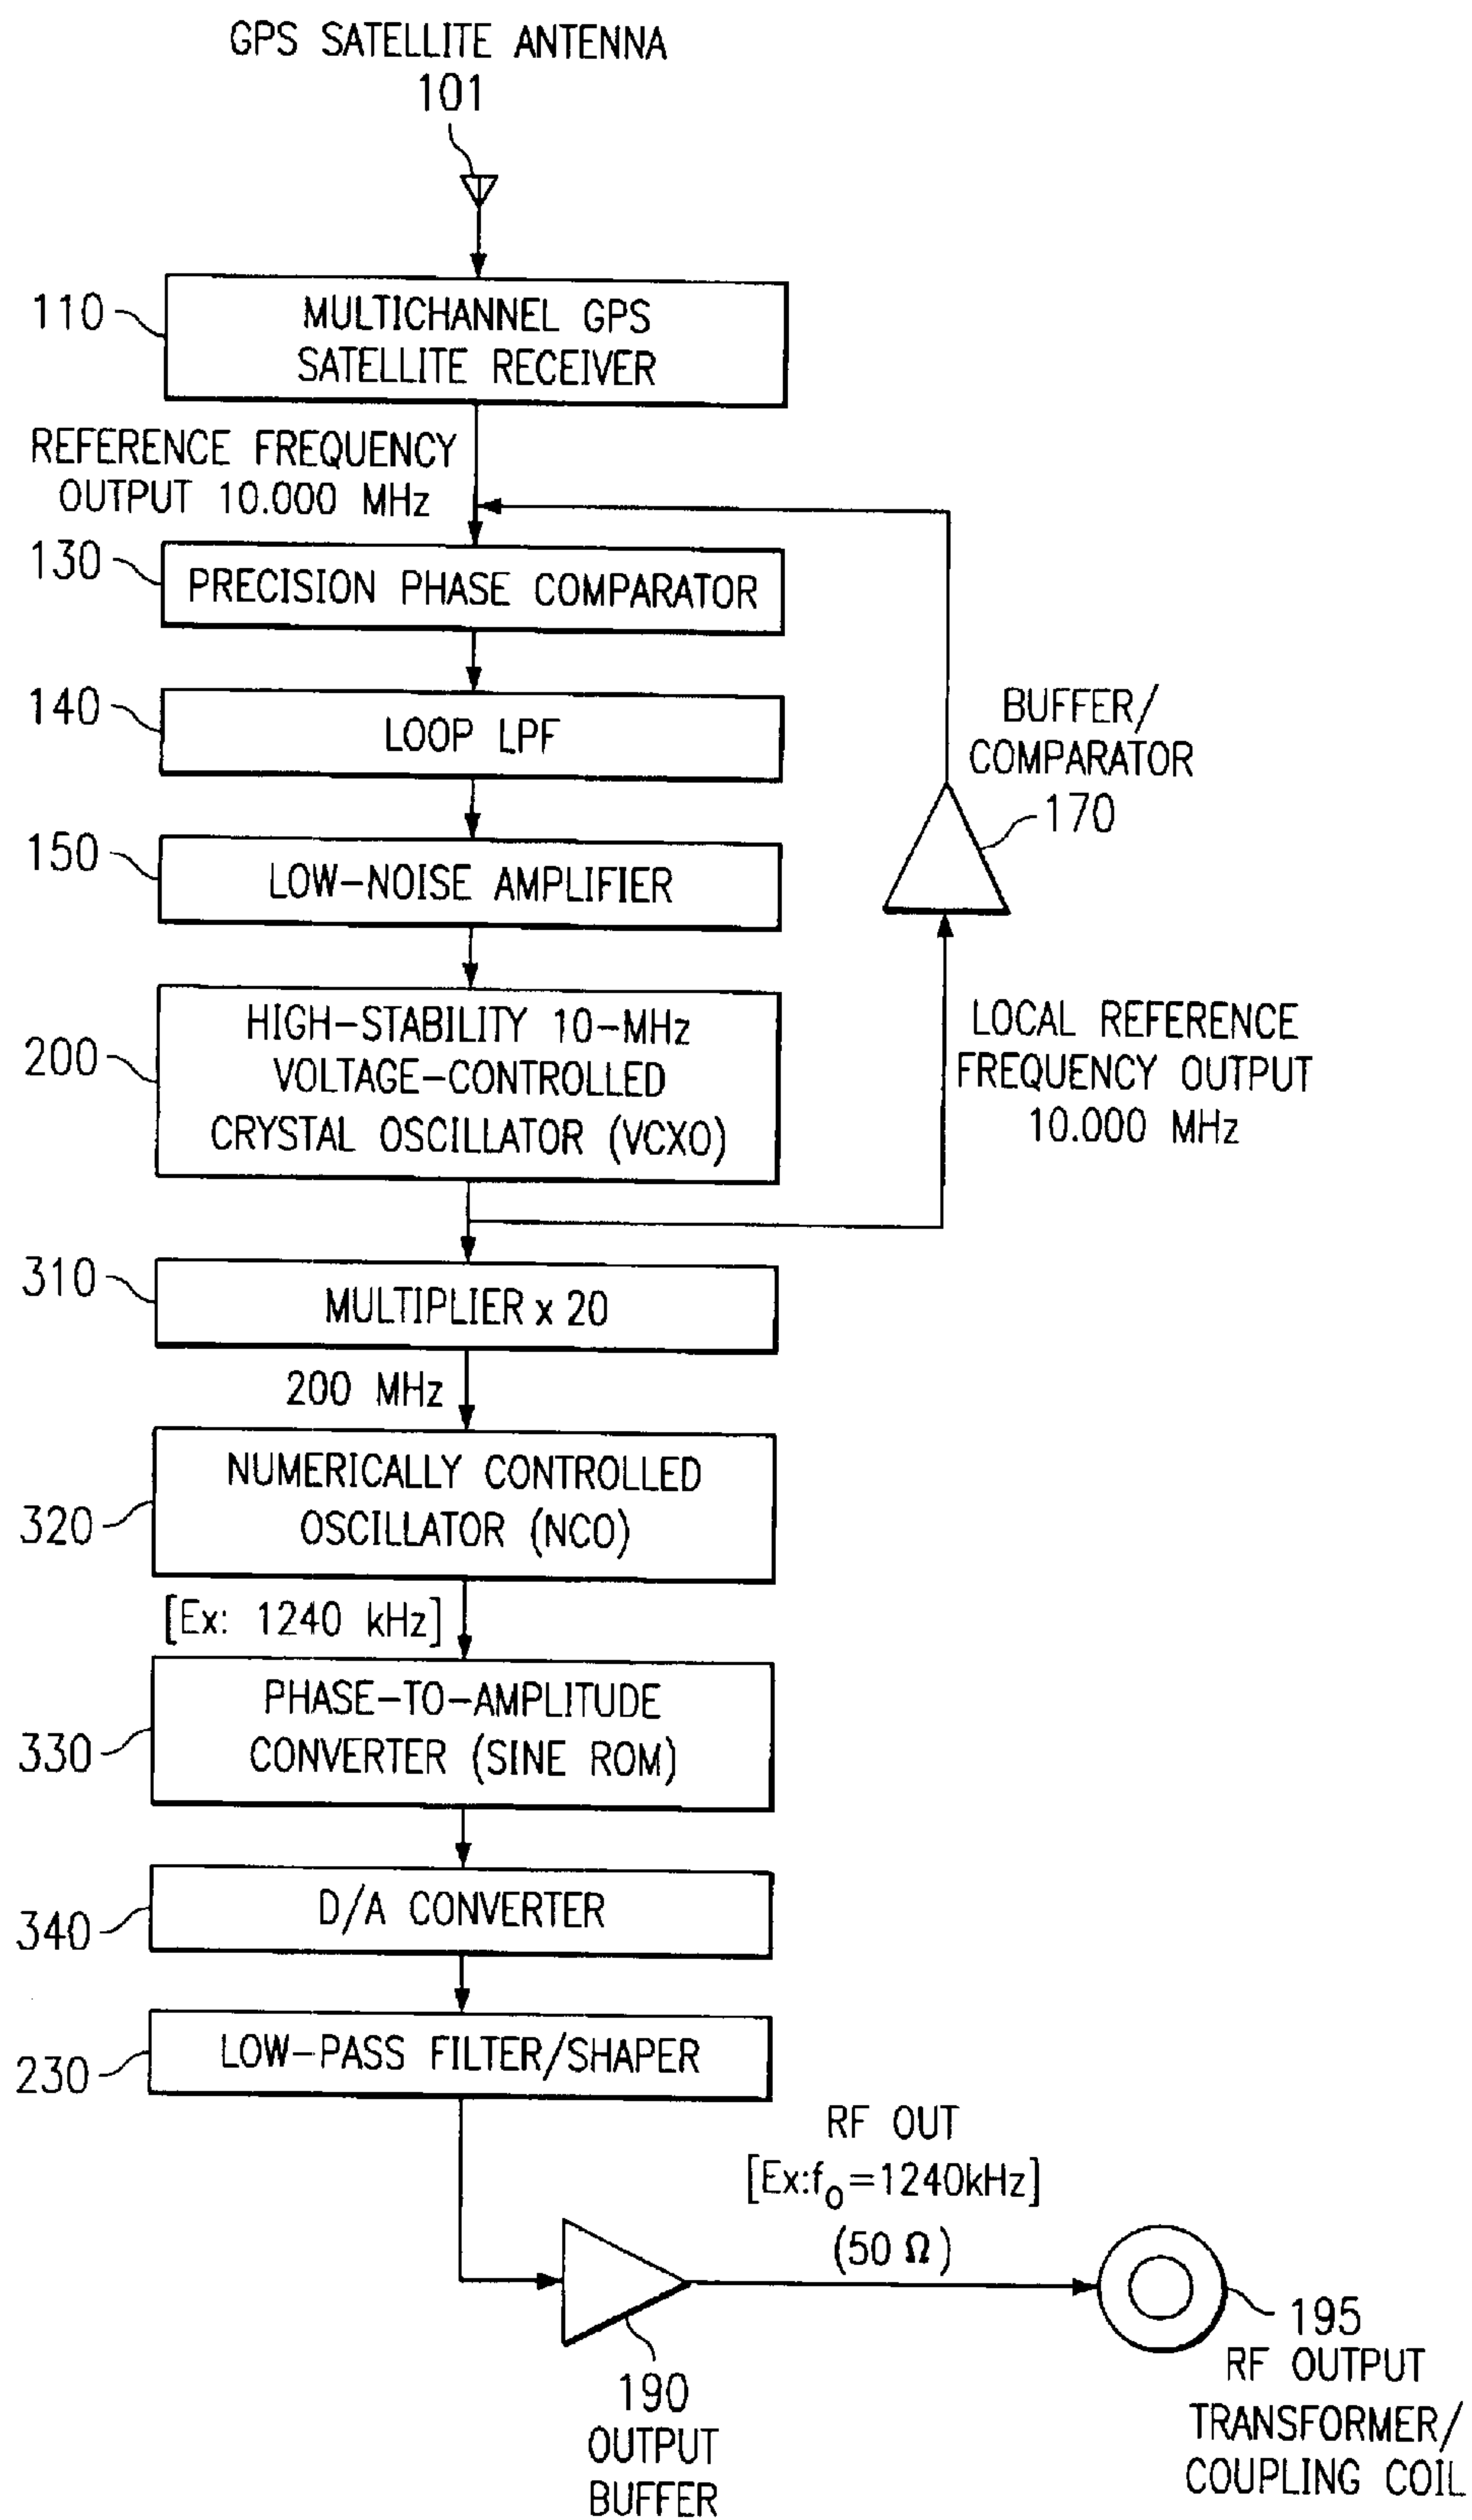 GPS SATELLITE ANTENNA
101
110
MULTICHANNEL GPS
SATELLITE RECEIVER
REFERENCE FREQUENCY
OUTPUT 10.000 MHz
130
PRECISION PHASE COMPARATOR
140
LOOP LPF
BUFFER/
COMPARATOR
170
150
LOW-NOISE AMPLIFIER
200
HIGH-STABILITY 10-MHz
VOLTAGE-CONTROLLED
CRYSTAL OSCILLATOR (VCXO)
LOCAL REFERENCE
FREQUENCY OUTPUT
10.000 MHz
310
MULTIPLIER x 20
200 MHz
320
NUMERICALLY CONTROLLED
OSCILLATOR (NCO)
[Ex: 1240 kHz]
330
PHASE-TO-AMPLITUDE
CONVERTER (SINE ROM)
340
D/A CONVERTER
230
LOW-PASS FILTER/SHAPER
RF OUT
[Ex:fo=1240kHz]
(50 Ω)
190
OUTPUT
BUFFER
195
RF OUTPUT
TRANSFORMER/
COUPLING COIL